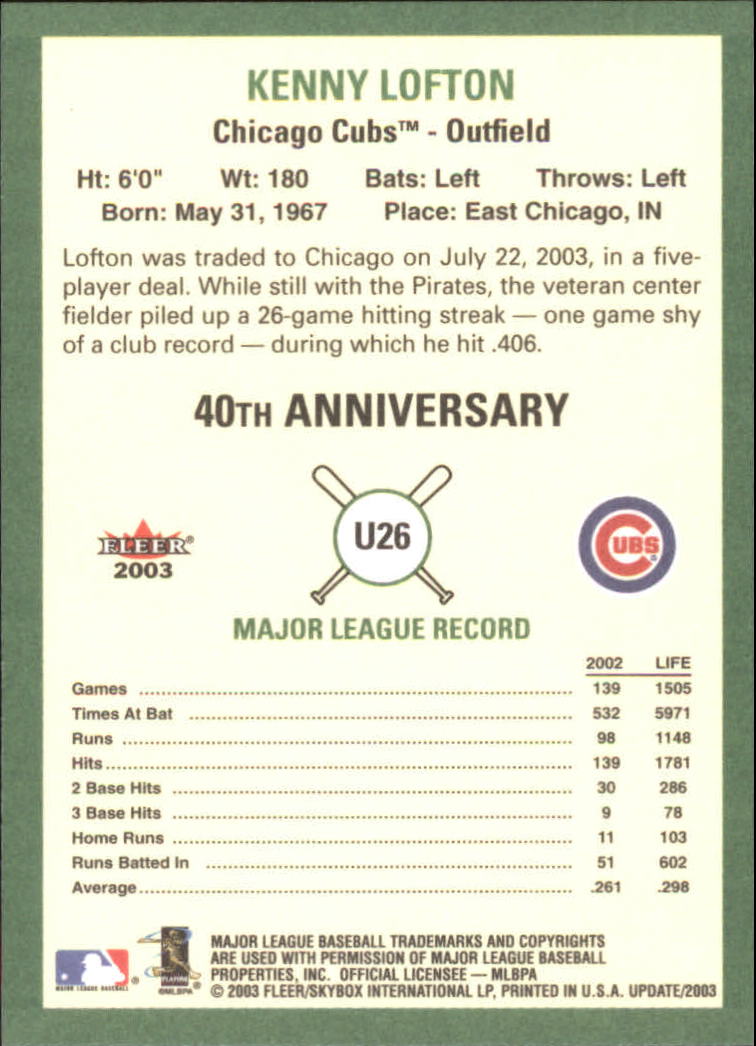 KENNY LOFTON
Chicago Cubs™ - Outfield
Ht: 6'0" Wt: 180 Bats: Left Throws: Left
Born: May 31, 1967 Place: East Chicago, IN
Lofton was traded to Chicago on July 22, 2003, in a five-
player deal. While still with the Pirates, the veteran center
fielder piled up a 26-game hitting streak — one game shy
of a club record — during which he hit .406.
40TH ANNIVERSARY
FLEER®
2003
U26
CUBS®
MAJOR LEAGUE RECORD
2002 LIFE
Games 139 1505
Times At Bat 532 5971
Runs 98 1148
Hits 139 1781
2 Base Hits 30 286
3 Base Hits 9 78
Home Runs 11 103
Runs Batted In 51 602
Average .261 .298
MAJOR LEAGUE BASEBALL®
PLAYERS
©MLBPA®
MAJOR LEAGUE BASEBALL TRADEMARKS AND COPYRIGHTS
ARE USED WITH PERMISSION OF MAJOR LEAGUE BASEBALL
PROPERTIES, INC. OFFICIAL LICENSEE — MLBPA
© 2003 FLEER/SKYBOX INTERNATIONAL LP, PRINTED IN U.S.A. UPDATE/2003